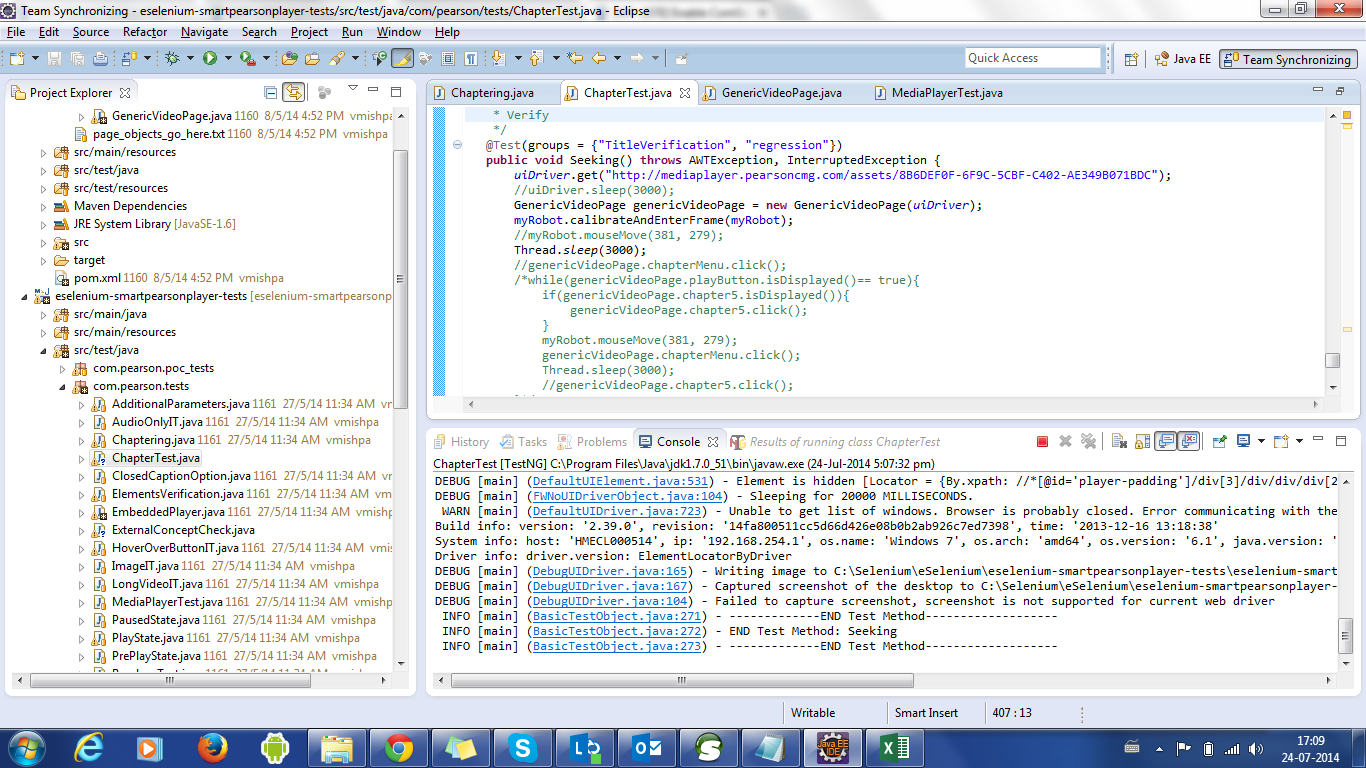 Team Synchronizing - eselenium-smartpearsonplayer-tests/src/test/java/com/pearson/tests/ChapterTest.java - Eclipse
File Edit Source Refactor Navigate Search Project Run Window Help
Quick Access Java EE Team Synchronizing
Project Explorer
GenericVideoPage.java 1160 8/5/14 4:52 PM vmishpa
page_objects_go_here.txt 1160 8/5/14 4:52 PM vmishpa
src/main/resources
src/test/java
src/test/resources
Maven Dependencies
JRE System Library [JavaSE-1.6]
src
target
pom.xml 1160 8/5/14 4:52 PM vmishpa
eselenium-smartpearsonplayer-tests [eselenium-smartpearsonp
src/main/java
src/main/resources
src/test/java
com.pearson.poc_tests
com.pearson.tests
AdditionalParameters.java 1161 27/5/14 11:34 AM vr
AudioOnlyIT.java 1161 27/5/14 11:34 AM vmishpa
Chaptering.java 1161 27/5/14 11:34 AM vmishpa
ChapterTest.java
ClosedCaptionOption.java 1161 27/5/14 11:34 AM vr
ElementsVerification.java 1161 27/5/14 11:34 AM vmi
EmbeddedPlayer.java 1161 27/5/14 11:34 AM vmishp
ExternalConceptCheck.java
HoverOverButtonIT.java 1161 27/5/14 11:34 AM vmi
ImageIT.java 1161 27/5/14 11:34 AM vmishpa
LongVideoIT.java 1161 27/5/14 11:34 AM vmishpa
MediaPlayerTest.java 1161 27/5/14 11:34 AM vmishp
PausedState.java 1161 27/5/14 11:34 AM vmishpa
PlayState.java 1161 27/5/14 11:34 AM vmishpa
PrePlayState.java 1161 27/5/14 11:34 AM vmishpa
Chaptering.java ChapterTest.java GenericVideoPage.java MediaPlayerTest.java
* Verify
*/
@Test(groups = {"TitleVerification", "regression"})
public void Seeking() throws AWTException, InterruptedException {
uiDriver.get("http://mediaplayer.pearsoncmg.com/assets/8B6DEF0F-6F9C-5CBF-C402-AE349B071BDC");
//uiDriver.sleep(3000);
GenericVideoPage genericVideoPage = new GenericVideoPage(uiDriver);
myRobot.calibrateAndEnterFrame(myRobot);
//myRobot.mouseMove(381, 279);
Thread.sleep(3000);
//genericVideoPage.chapterMenu.click();
/*while(genericVideoPage.playButton.isDisplayed()== true){
if(genericVideoPage.chapter5.isDisplayed()){
genericVideoPage.chapter5.click();
}
myRobot.mouseMove(381, 279);
genericVideoPage.chapterMenu.click();
Thread.sleep(3000);
//genericVideoPage.chapter5.click();
History Tasks Problems Console Results of running class ChapterTest
ChapterTest [TestNG] C:\Program Files\Java\jdk1.7.0_51\bin\javaw.exe (24-Jul-2014 5:07:32 pm)
DEBUG [main] (DefaultUIElement.java:531) - Element is hidden [Locator = {By.xpath: //*[@id='player-padding']/div[3]/div/div/div[2
DEBUG [main] (FWNoUIDriverObject.java:104) - Sleeping for 20000 MILLISECONDS.
WARN [main] (DefaultUIDriver.java:723) - Unable to get list of windows. Browser is probably closed. Error communicating with the
Build info: version: '2.39.0', revision: '14fa800511cc5d66d426e08b0b2ab926c7ed7398', time: '2013-12-16 13:18:38'
System info: host: 'HMECL000514', ip: '192.168.254.1', os.name: 'Windows 7', os.arch: 'amd64', os.version: '6.1', java.version: '
Driver info: driver.version: ElementLocatorByDriver
DEBUG [main] (DebugUIDriver.java:165) - Writing image to C:\Selenium\eSelenium\eselenium-smartpearsonplayer-tests\eselenium-smart
DEBUG [main] (DebugUIDriver.java:167) - Captured screenshot of the desktop to C:\Selenium\eSelenium\eselenium-smartpearsonplayer-
DEBUG [main] (DebugUIDriver.java:104) - Failed to capture screenshot, screenshot is not supported for current web driver
INFO [main] (BasicTestObject.java:271) - -------------END Test Method-------------------
INFO [main] (BasicTestObject.java:272) - END Test Method: Seeking
INFO [main] (BasicTestObject.java:273) - -------------END Test Method-------------------
Writable Smart Insert 407 : 13
Java EE
IDE
17:09
24-07-2014